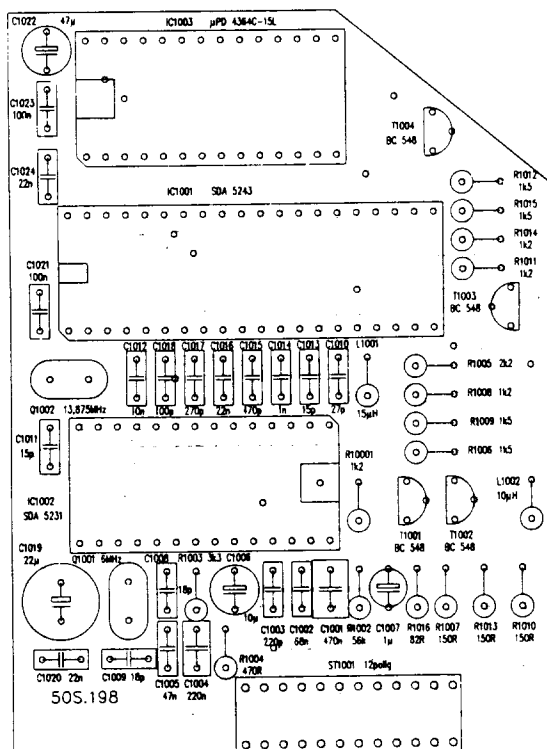 C1022 47µ
IC1003 µPD 4364C-15L
C1023
100n
T1004
BC 548
C1024
22n
R1012
1k5
IC1001 SDA 5243
R1015
1k5
R1014
1k2
R1011
1k2
C1021
100n
T1003
BC 548
C1012 C1018 C1017 C1016 C1015 C1014 C1013 C1010 L1001
10n 100p 270p 22n 470p 1n 15p 27p 15µH
R1005 2k2
R1008 1k2
R1009 1k5
R1006 1k5
Q1002 13,875MHz
C1011
15p
R10001
1k2
IC1002
SDA 5231
L1002
10µH
T1001
BC 548
T1002
BC 548
C1019
22µ
Q1001 6MHz
C1008
18p
R1003 3k3
C1006
10µ
C1003 C1002 C1001 R1002 C1007 R1016 R1007 R1013 R1010
220p 68n 470n 56k 1µ 82R 150R 150R 150R
C1020 22n
C1009 18p
C1005
47n
C1004
220n
R1004
470R
ST1001 12pollg
50S.198